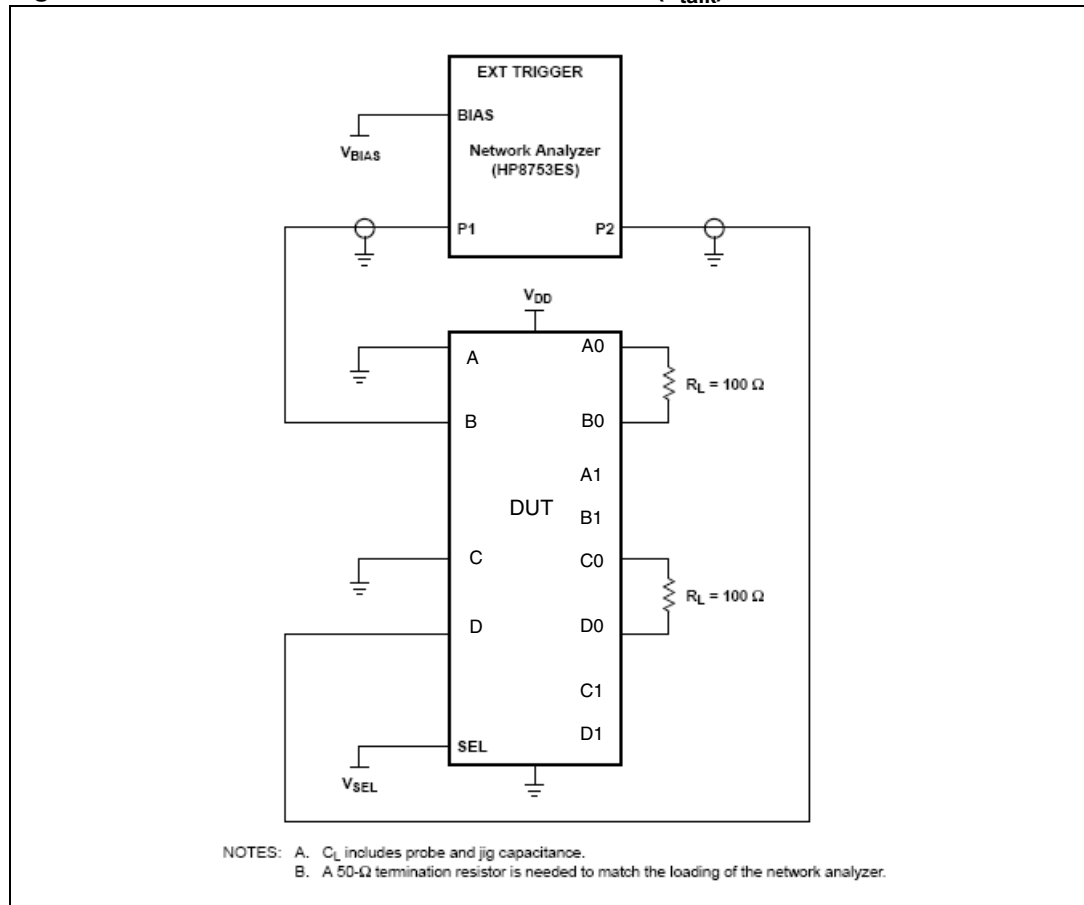 (Xtalk)
EXT TRIGGER
BIAS
VBIAS
Network Analyzer
(HP8753ES)
P1
P2
VDD
A
A0
RL = 100 Ω
B
B0
A1
DUT
B1
C
C0
RL = 100 Ω
D
D0
C1
D1
SEL
VSEL
NOTES: A. CL includes probe and jig capacitance.
B. A 50-Ω termination resistor is needed to match the loading of the network analyzer.